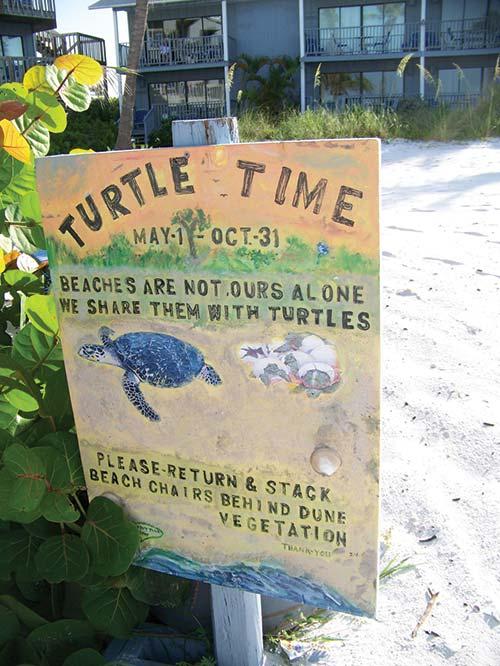 TURTLE TIME
MAY-1 - OCT-31
BEACHES ARE NOT OURS ALONE
WE SHARE THEM WITH TURTLES
PLEASE-RETURN & STACK
BEACH CHAIRS BEHIND DUNE
VEGETATION
THANK-YOU